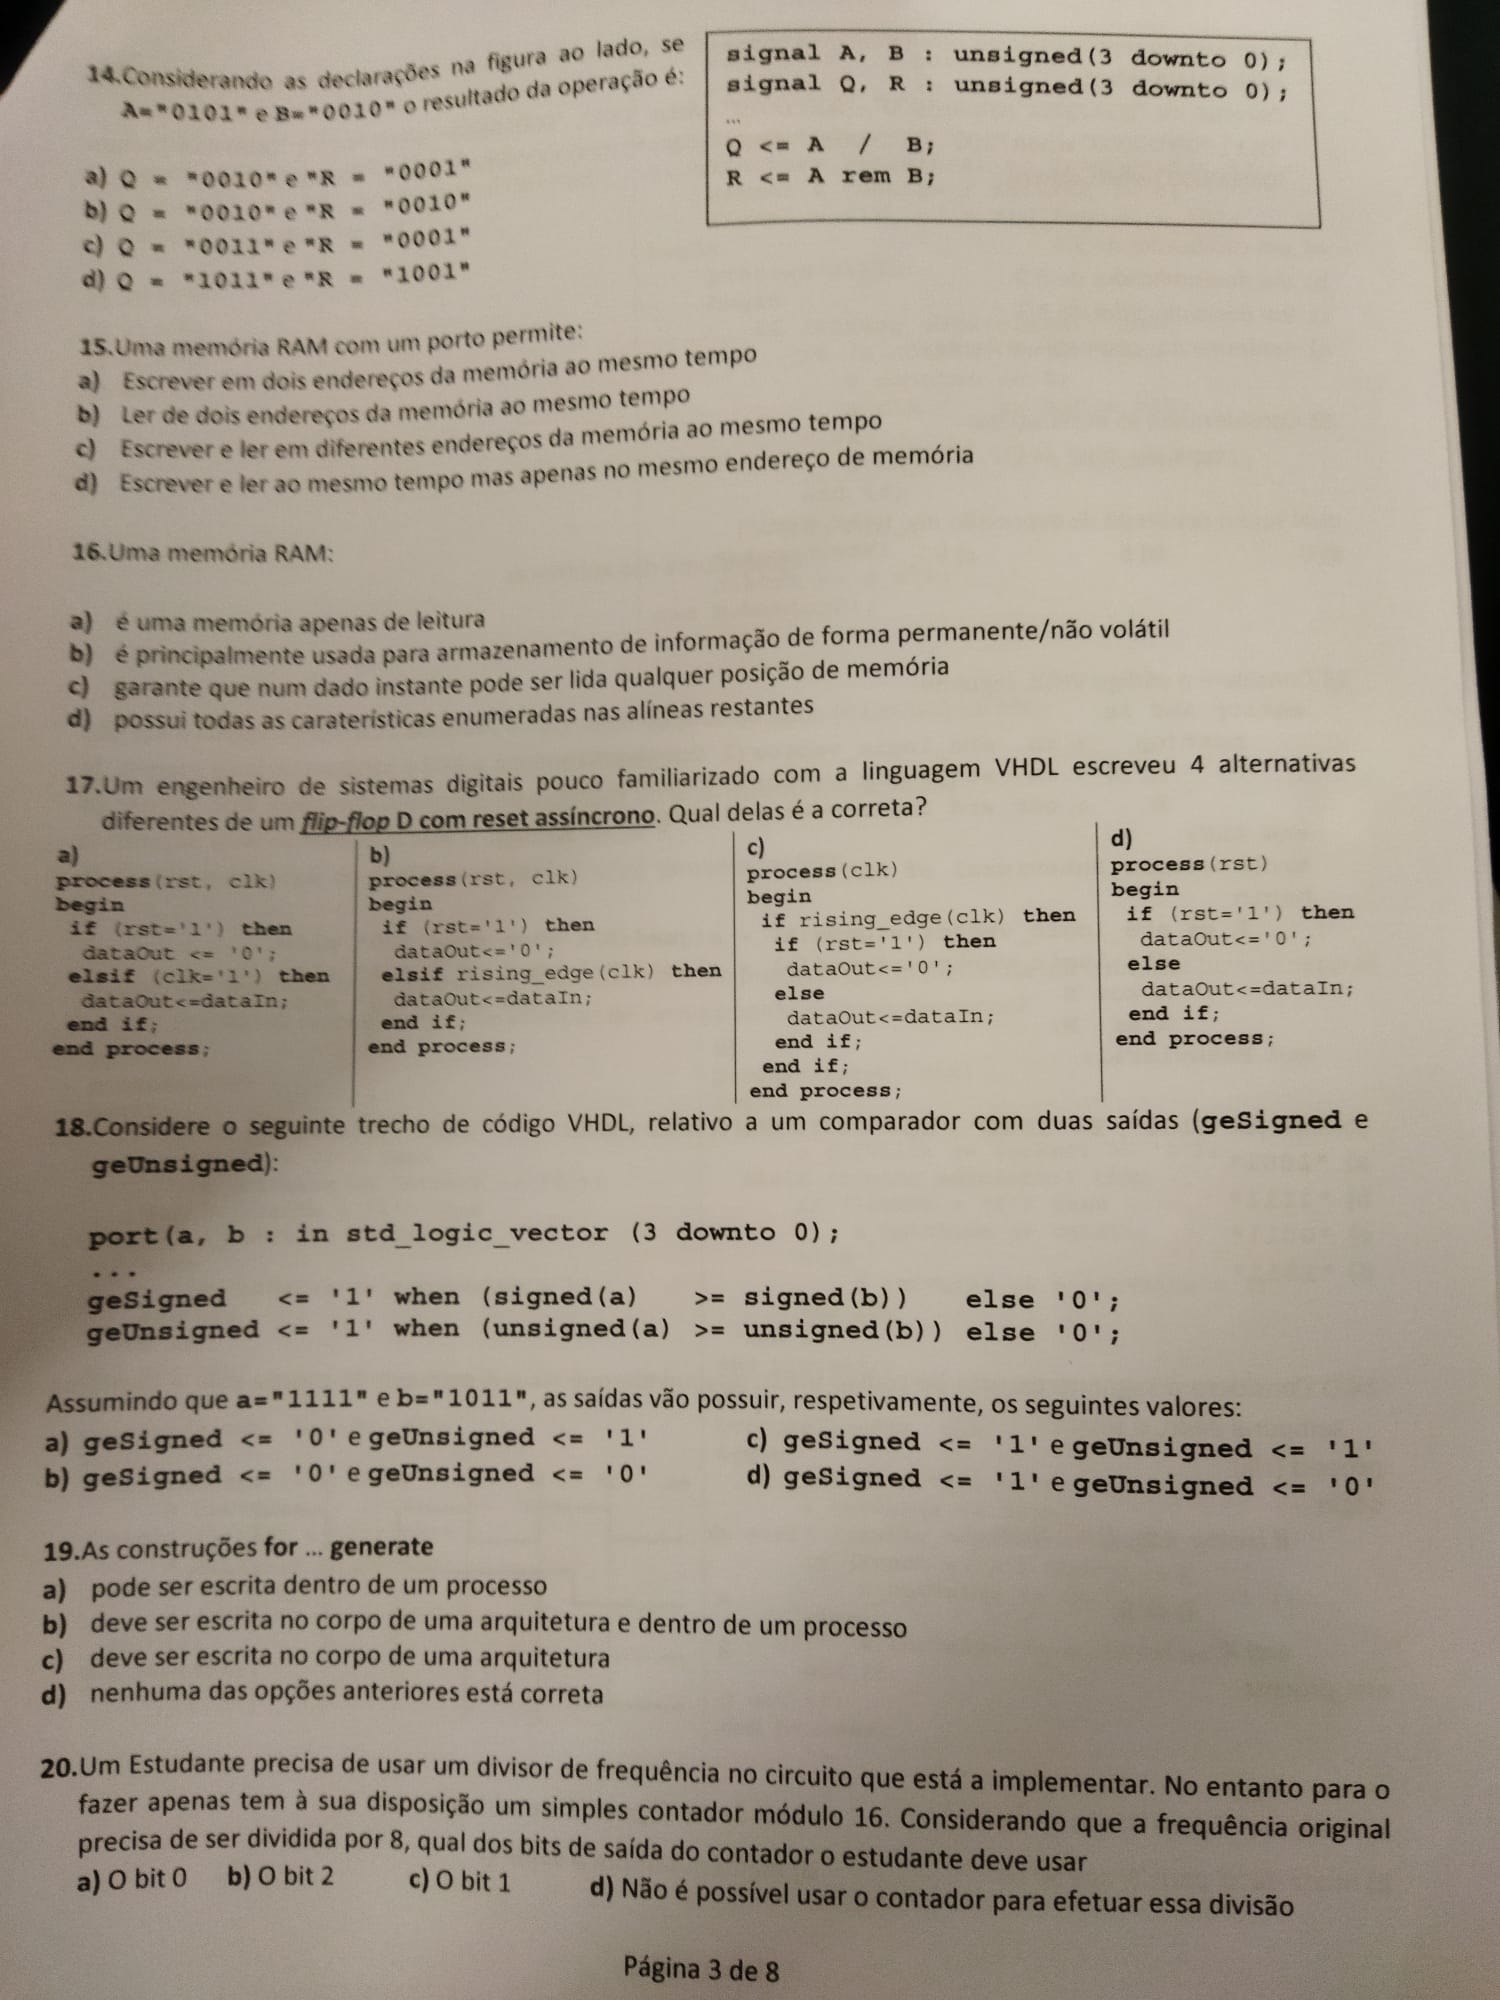 14.Considerando as declarações na figura ao lado, se
A="0101" e B="0010" o resultado da operação é:
a) Q = "0010" e "R = "0001"
b) Q = "0010" e "R = "0010"
c) Q = "0011" e "R = "0001"
d) Q = "1011" e "R = "1001"
signal A, B : unsigned(3 downto 0);
signal Q, R : unsigned(3 downto 0);
...
Q <= A / B;
R <= A rem B;
15.Uma memória RAM com um porto permite:
a) Escrever em dois endereços da memória ao mesmo tempo
b) Ler de dois endereços da memória ao mesmo tempo
c) Escrever e ler em diferentes endereços da memória ao mesmo tempo
d) Escrever e ler ao mesmo tempo mas apenas no mesmo endereço de memória
16.Uma memória RAM:
a) é uma memória apenas de leitura
b) é principalmente usada para armazenamento de informação de forma permanente/não volátil
c) garante que num dado instante pode ser lida qualquer posição de memória
d) possui todas as caraterísticas enumeradas nas alíneas restantes
17.Um engenheiro de sistemas digitais pouco familiarizado com a linguagem VHDL escreveu 4 alternativas
diferentes de um flip-flop D com reset assíncrono. Qual delas é a correta?
a)
process(rst, clk)
begin
if (rst='1') then
dataOut <= '0';
elsif (clk='1') then
dataOut<=dataIn;
end if;
end process;
b)
process(rst, clk)
begin
if (rst='1') then
dataOut<='0';
elsif rising_edge(clk) then
dataOut<=dataIn;
end if;
end process;
c)
process(clk)
begin
if rising_edge(clk) then
if (rst='1') then
dataOut<='0';
else
dataOut<=dataIn;
end if;
end if;
end process;
d)
process(rst)
begin
if (rst='1') then
dataOut<='0';
else
dataOut<=dataIn;
end if;
end process;
18.Considere o seguinte trecho de código VHDL, relativo a um comparador com duas saídas (geSigned e
geUnsigned):
port(a, b : in std_logic_vector (3 downto 0);
...
geSigned <= '1' when (signed(a) >= signed(b)) else '0';
geUnsigned <= '1' when (unsigned(a) >= unsigned(b)) else '0';
Assumindo que a="1111" e b="1011", as saídas vão possuir, respetivamente, os seguintes valores:
a) geSigned <= '0' e geUnsigned <= '1'
b) geSigned <= '0' e geUnsigned <= '0'
c) geSigned <= '1' e geUnsigned <= '1'
d) geSigned <= '1' e geUnsigned <= '0'
19.As construções for ... generate
a) pode ser escrita dentro de um processo
b) deve ser escrita no corpo de uma arquitetura e dentro de um processo
c) deve ser escrita no corpo de uma arquitetura
d) nenhuma das opções anteriores está correta
20.Um Estudante precisa de usar um divisor de frequência no circuito que está a implementar. No entanto para o
fazer apenas tem à sua disposição um simples contador módulo 16. Considerando que a frequência original
precisa de ser dividida por 8, qual dos bits de saída do contador o estudante deve usar
a) O bit 0 b) O bit 2 c) O bit 1 d) Não é possível usar o contador para efetuar essa divisão
Página 3 de 8